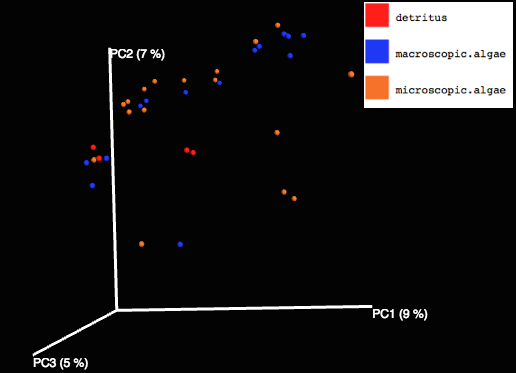 detritus
macroscopic.algae
microscopic.algae
PC2 (7 %)
PC1 (9 %)
PC3 (5 %)